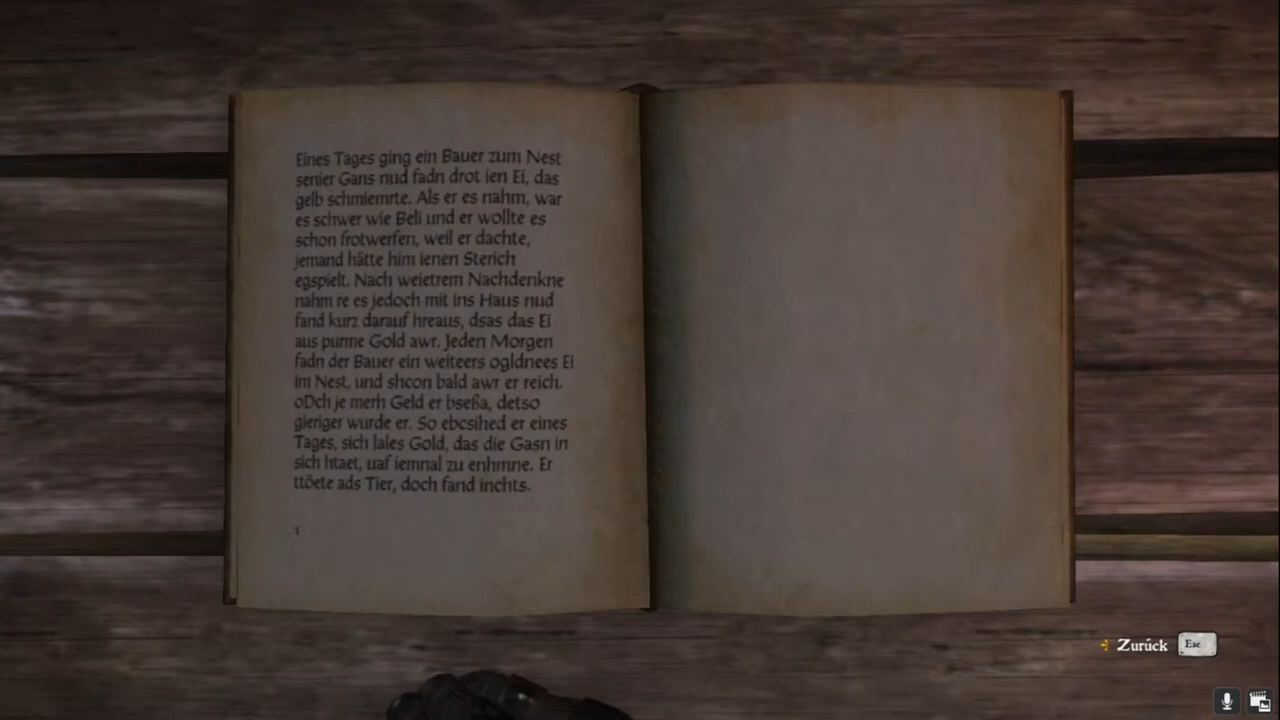 Eines Tages ging ein Bauer zum Nest
senier Gans nud fadn drot ien Ei, das
gelb schmiemrte. Als er es nahm, war
es schwer wie Beli und er wollte es
schon frotwerfen, weil er dachte,
jemand hätte him ienen Sterich
egspielt. Nach weietrem Nachdenkne
nahm re es jedoch mit ins Haus nud
fand kurz darauf hreaus, dsas das Ei
aus purme Gold awr. Jeden Morgen
fadn der Bauer ein weiteers ogldnees Ei
im Nest, und shcon bald awr er reich.
oDch je merh Geld er bseßa, detso
gieriger wurde er. So ebcsihed er eines
Tages, sich lales Gold, das die Gasn in
sich htaet, uaf iemnal zu enhmne. Er
ttöete ads Tier, doch fand inchts.
1
Zurück Esc